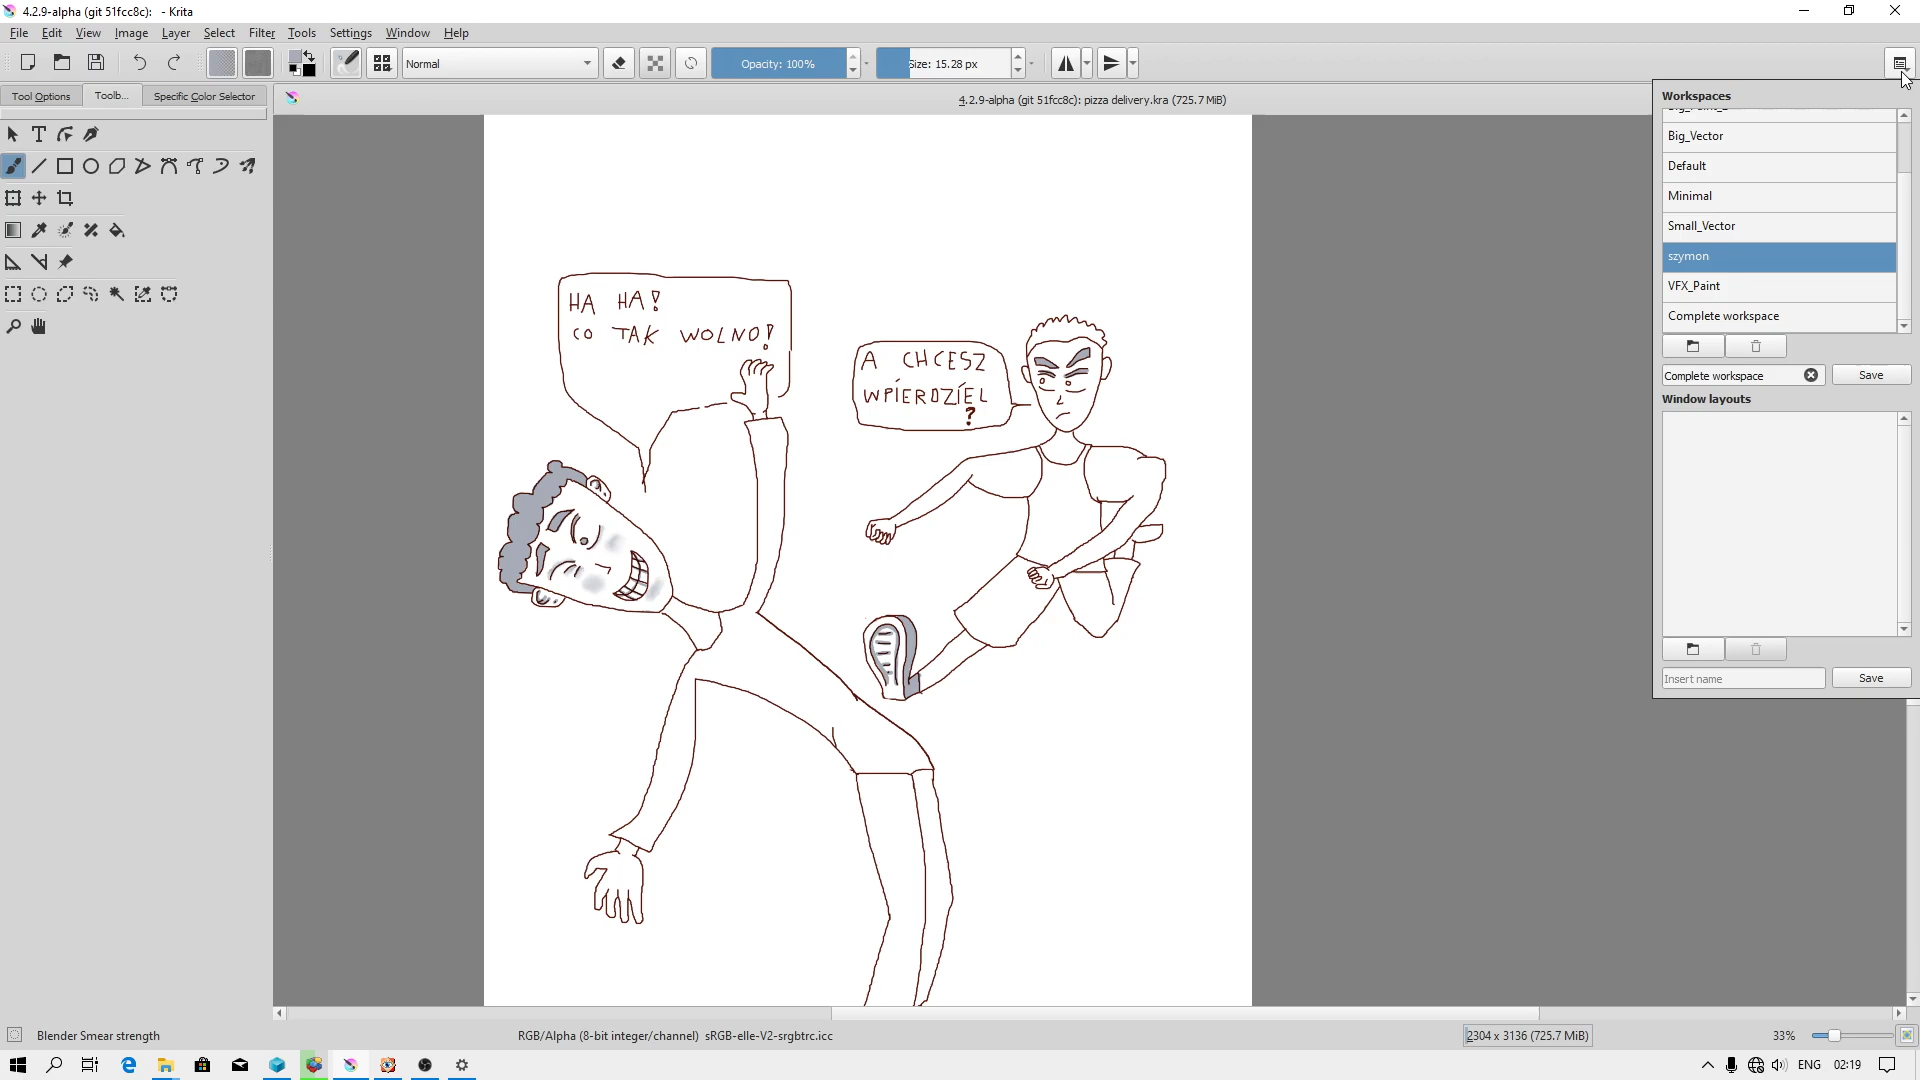 4.2.9-alpha (git 51fcc8c):   - Krita
File Edit View Image Layer Select Filter Tools Settings Window Help
Normal
Opacity: 100%
Size: 15.28 px
Tool Options
Toolb...
Specific Color Selector
4.2.9-alpha (git 51fcc8c): pizza delivery.kra (725.7 MiB)
HA HA!
CO TAK WOLNO!
A CHCESZ
WPIERDZIEL
?
Workspaces
Big_Vector
Default
Minimal
Small_Vector
szymon
VFX_Paint
Complete workspace
Complete workspace
Save
Window layouts
Insert name
Save
Blender Smear strength
RGB/Alpha (8-bit integer/channel)  sRGB-elle-V2-srgbtrc.icc
2304 x 3136 (725.7 MiB)
33%
ENG
02:19